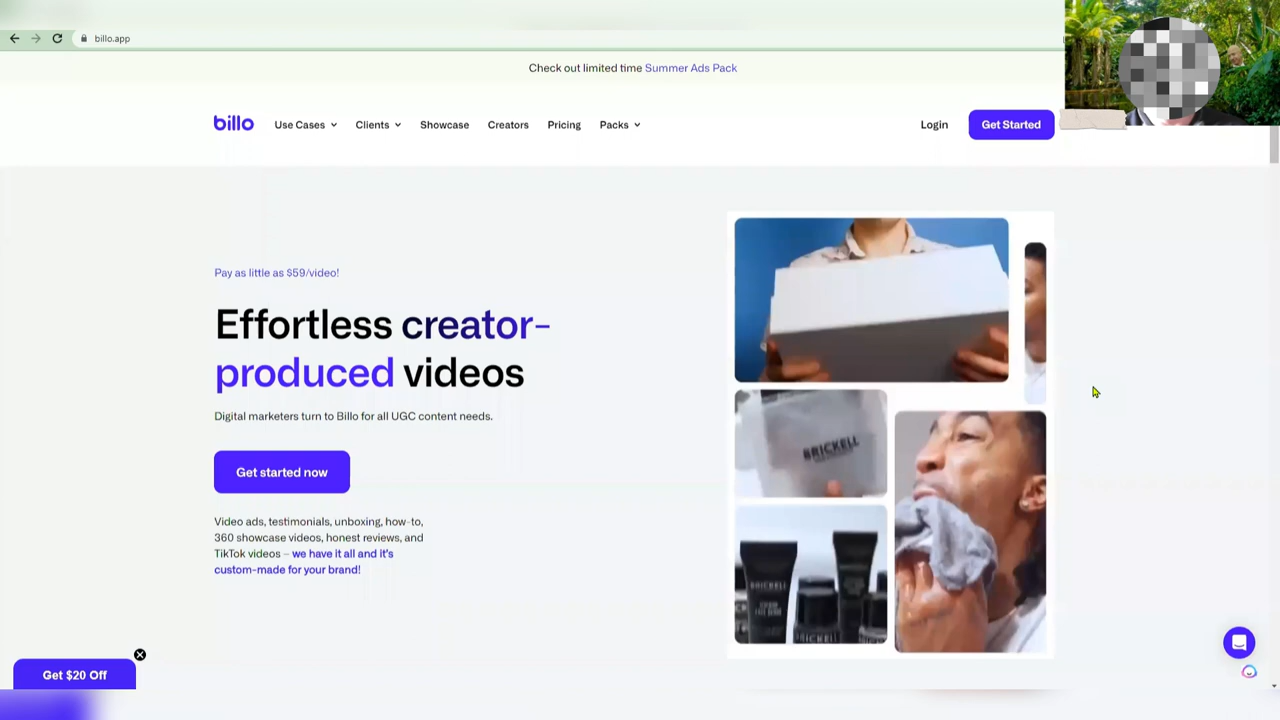 billo.app
Check out limited time Summer Ads Pack
billo
Use Cases
Clients
Showcase
Creators
Pricing
Packs
Login
Get Started
Pay as little as $59/video!
Effortless creator-
produced videos
Digital marketers turn to Billo for all UGC content needs.
Get started now
Video ads, testimonials, unboxing, how-to,
360 showcase videos, honest reviews, and
TikTok videos – we have it all and it's
custom-made for your brand!
BRICKELL
BRICKELL
BRICKELL
Get $20 Off